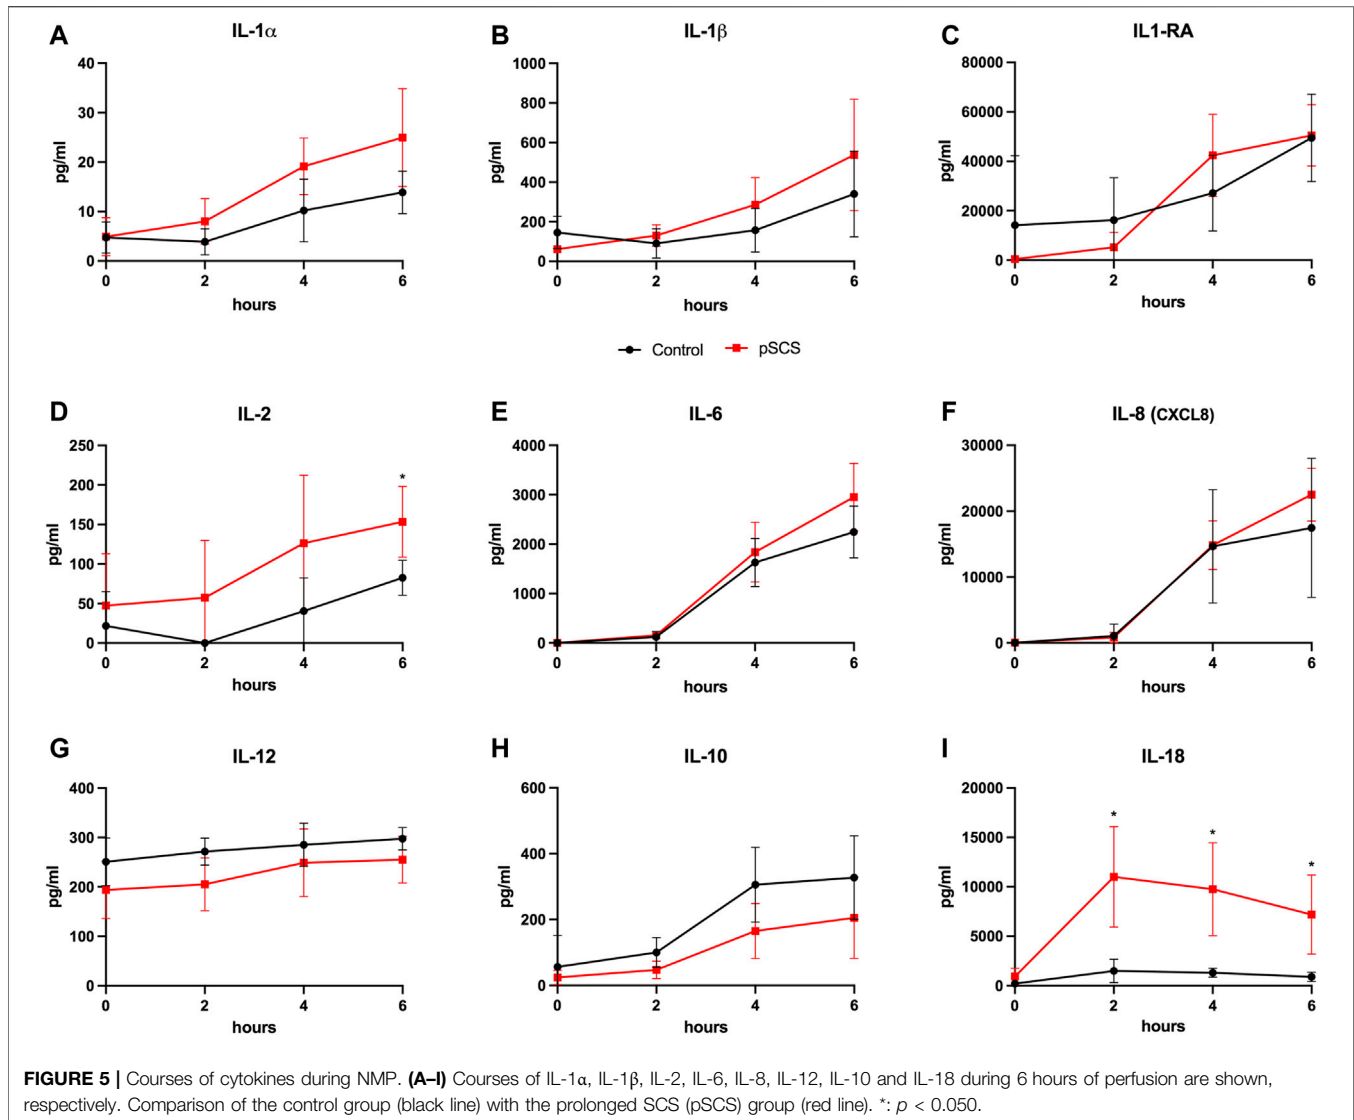 A
IL-1α
40
30
20
10
0
pg/ml
0 2 4 6
hours
B
IL-1β
1000
800
600
400
200
0
pg/ml
0 2 4 6
hours
C
IL1-RA
80000
60000
40000
20000
0
pg/ml
0 2 4 6
hours
Control pSCS
D
IL-2
250
200
150
100
50
0
pg/ml
*
0 2 4 6
hours
E
IL-6
4000
3000
2000
1000
0
pg/ml
0 2 4 6
hours
F
IL-8 (CXCL8)
30000
20000
10000
0
pg/ml
0 2 4 6
hours
G
IL-12
400
300
200
100
0
pg/ml
0 2 4 6
hours
H
IL-10
600
400
200
0
pg/ml
0 2 4 6
hours
I
IL-18
20000
15000
10000
5000
0
pg/ml
* * *
0 2 4 6
hours
FIGURE 5 | Courses of cytokines during NMP. (A–I) Courses of IL-1α, IL-1β, IL-2, IL-6, IL-8, IL-12, IL-10 and IL-18 during 6 hours of perfusion are shown,
respectively. Comparison of the control group (black line) with the prolonged SCS (pSCS) group (red line). *: p < 0.050.